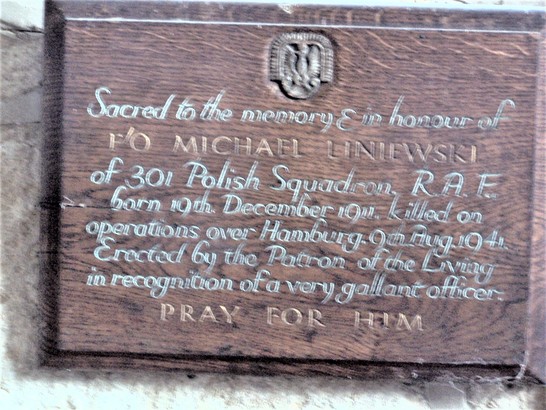 Sacred to the memory & in honour of
F/O MICHAEL LINIEWSKI
of 301 Polish Squadron, R.A.F.
born 19th. December 1911. killed on
operations over Hamburg 9th Aug. 1941.
Erected by the Patron of the Living
in recognition of a very gallant officer.
PRAY FOR HIM